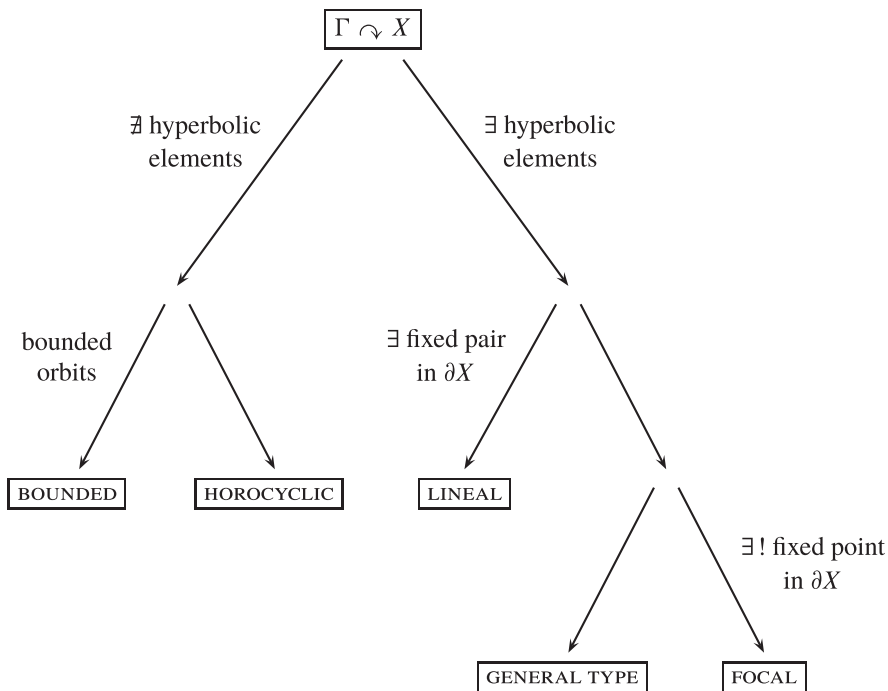 Γ ↷ X
∄ hyperbolic
elements
∃ hyperbolic
elements
bounded
orbits
∃ fixed pair
in ∂X
BOUNDED
HOROCYCLIC
LINEAL
∃! fixed point
in ∂X
GENERAL TYPE
FOCAL